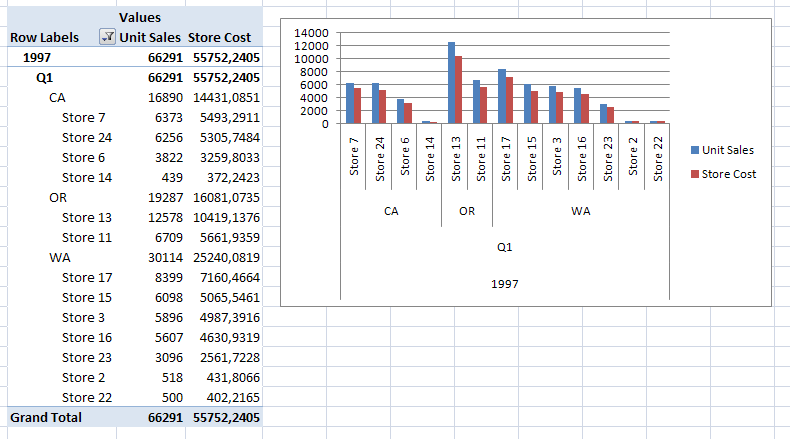 Values
Row Labels Unit Sales Store Cost
1997 66291 55752,2405
Q1 66291 55752,2405
CA 16890 14431,0851
Store 7 6373 5493,2911
Store 24 6256 5305,7484
Store 6 3822 3259,8033
Store 14 439 372,2423
OR 19287 16081,0735
Store 13 12578 10419,1376
Store 11 6709 5661,9359
WA 30114 25240,0819
Store 17 8399 7160,4664
Store 15 6098 5065,5461
Store 3 5896 4987,3916
Store 16 5607 4630,9319
Store 23 3096 2561,7228
Store 2 518 431,8066
Store 22 500 402,2165
Grand Total 66291 55752,2405
14000
12000
10000
8000
6000
4000
2000
0
Store 7
Store 24
Store 6
Store 14
Store 13
Store 11
Store 17
Store 15
Store 3
Store 16
Store 23
Store 2
Store 22
CA OR WA
Q1
1997
Unit Sales
Store Cost